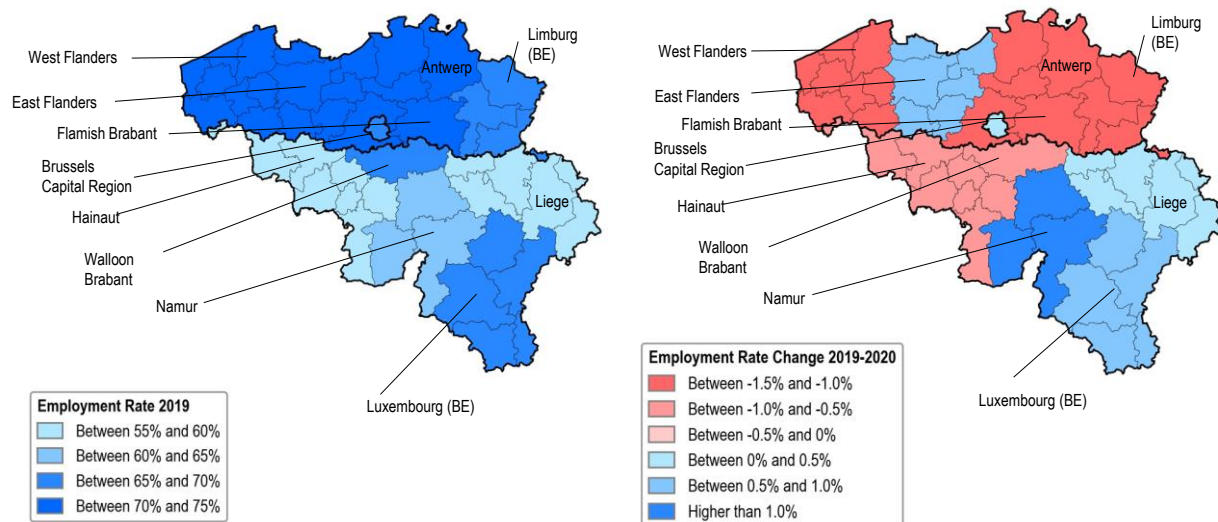 West Flanders
East Flanders
Flemish Brabant
Brussels
Capital Region
Hainaut
Walloon
Brabant
Namur
Antwerp
Limburg
(BE)
Liege
Luxembourg (BE)
Employment Rate 2019
Between 55% and 60%
Between 60% and 65%
Between 65% and 70%
Between 70% and 75%
West Flanders
East Flanders
Flamish Brabant
Brussels
Capital Region
Hainaut
Walloon
Brabant
Namur
Antwerp
Limburg
(BE)
Liege
Luxembourg (BE)
Employment Rate Change 2019-2020
Between -1.5% and -1.0%
Between -1.0% and -0.5%
Between -0.5% and 0%
Between 0% and 0.5%
Between 0.5% and 1.0%
Higher than 1.0%